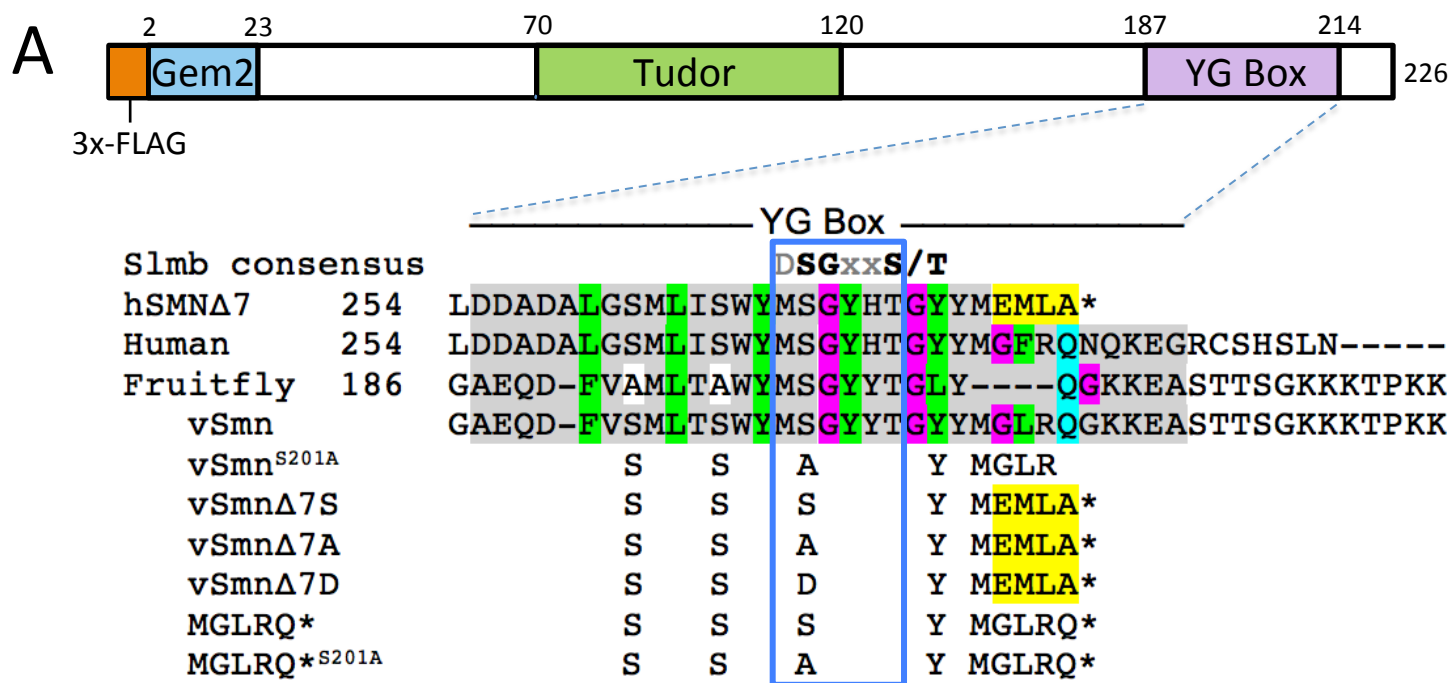 A
2 23 70 120 187 214
Gem2 Tudor YG Box 226
3x-FLAG
YG Box
Slmb consensus DSGxxS/T
hSMNΔ7 254 LDDADALGSMLISWYMSGYHTGYYMEMLA*
Human 254 LDDADALGSMLISWYMSGYHTGYYMGFRQNQKEGRCSHSLN-----
Fruitfly 186 GAEQD-FVAMLTAWYMSGYYTGLY----QGKKEASTTSGKKKTPKK
vSmn GAEQD-FVSMLTSWYMSGYYTGYYMGLRQGKKEASTTSGKKKTPKK
vSmnS201A S S A Y MGLR
vSmnΔ7S S S S Y MEMLA*
vSmnΔ7A S S A Y MEMLA*
vSmnΔ7D S S D Y MEMLA*
MGLRQ* S S S Y MGLRQ*
MGLRQ*S201A S S A Y MGLRQ*